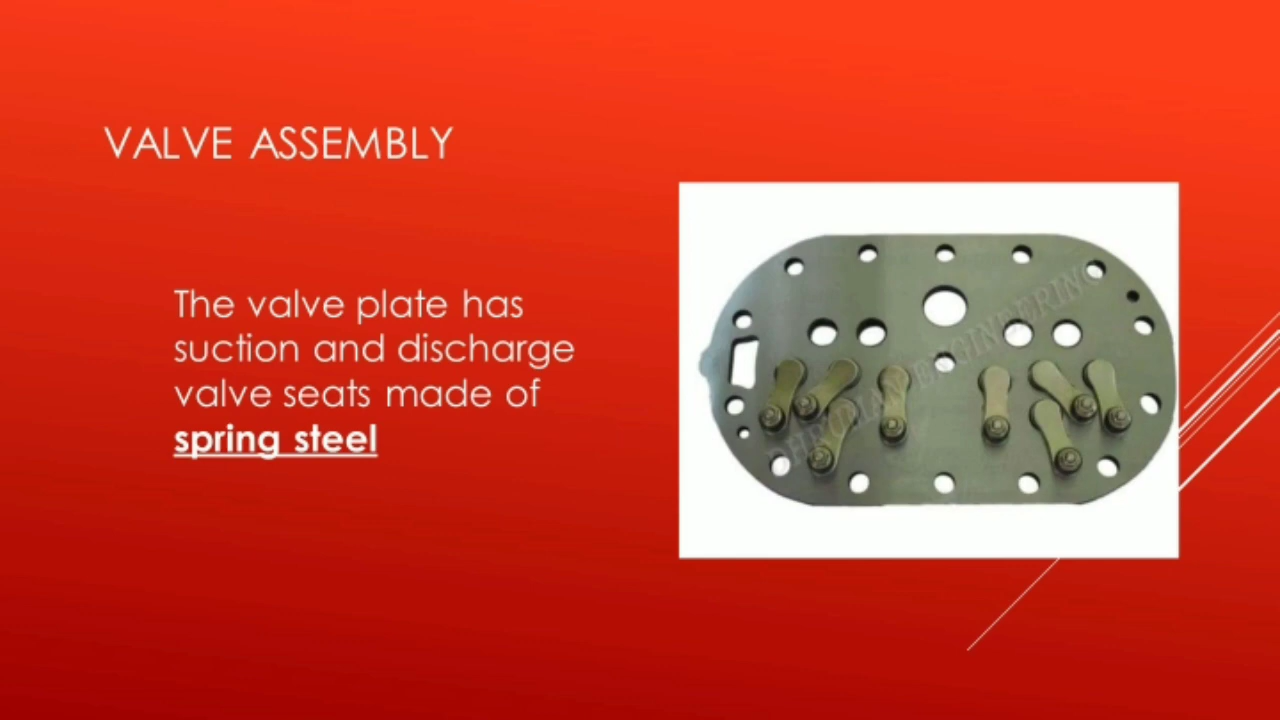 VALVE ASSEMBLY
The valve plate has
suction and discharge
valve seats made of
spring steel